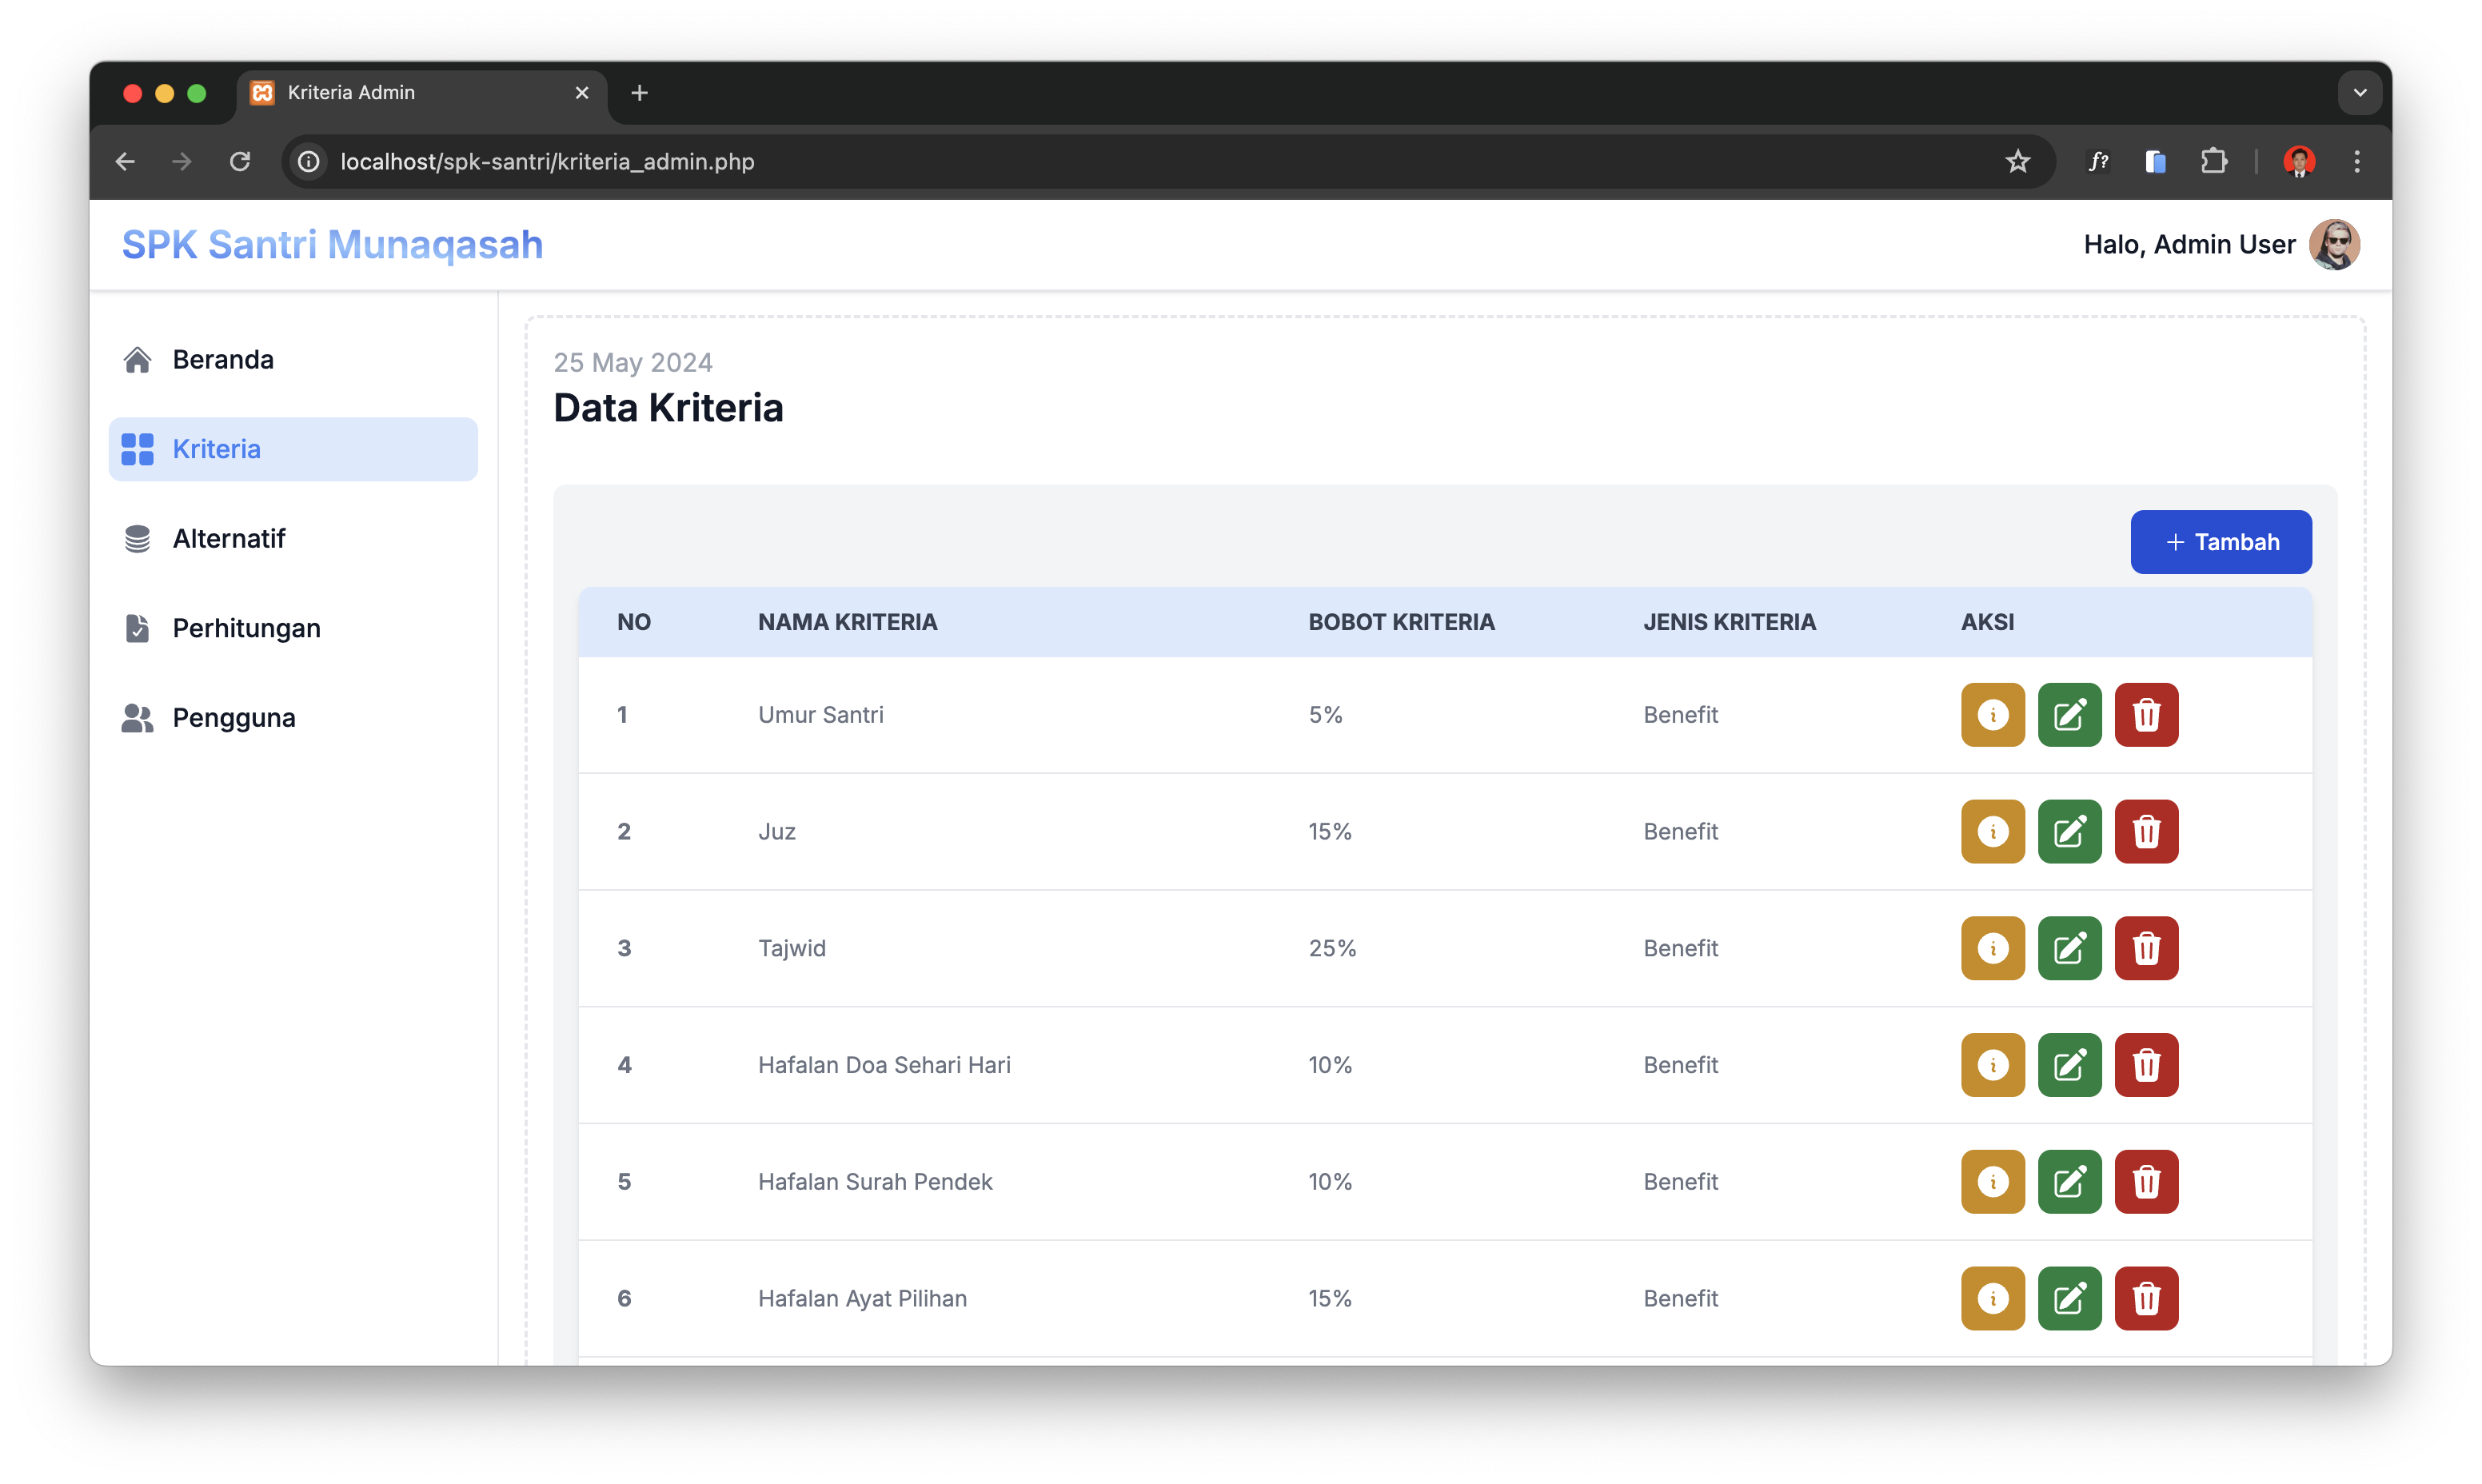 Kriteria Admin
localhost/spk-santri/kriteria_admin.php
f?
SPK Santri Munaqasah
Halo, Admin User
Beranda
Kriteria
Alternatif
Perhitungan
Pengguna
25 May 2024
Data Kriteria
+ Tambah
NO NAMA KRITERIA BOBOT KRITERIA JENIS KRITERIA AKSI
1 Umur Santri 5% Benefit
2 Juz 15% Benefit
3 Tajwid 25% Benefit
4 Hafalan Doa Sehari Hari 10% Benefit
5 Hafalan Surah Pendek 10% Benefit
6 Hafalan Ayat Pilihan 15% Benefit